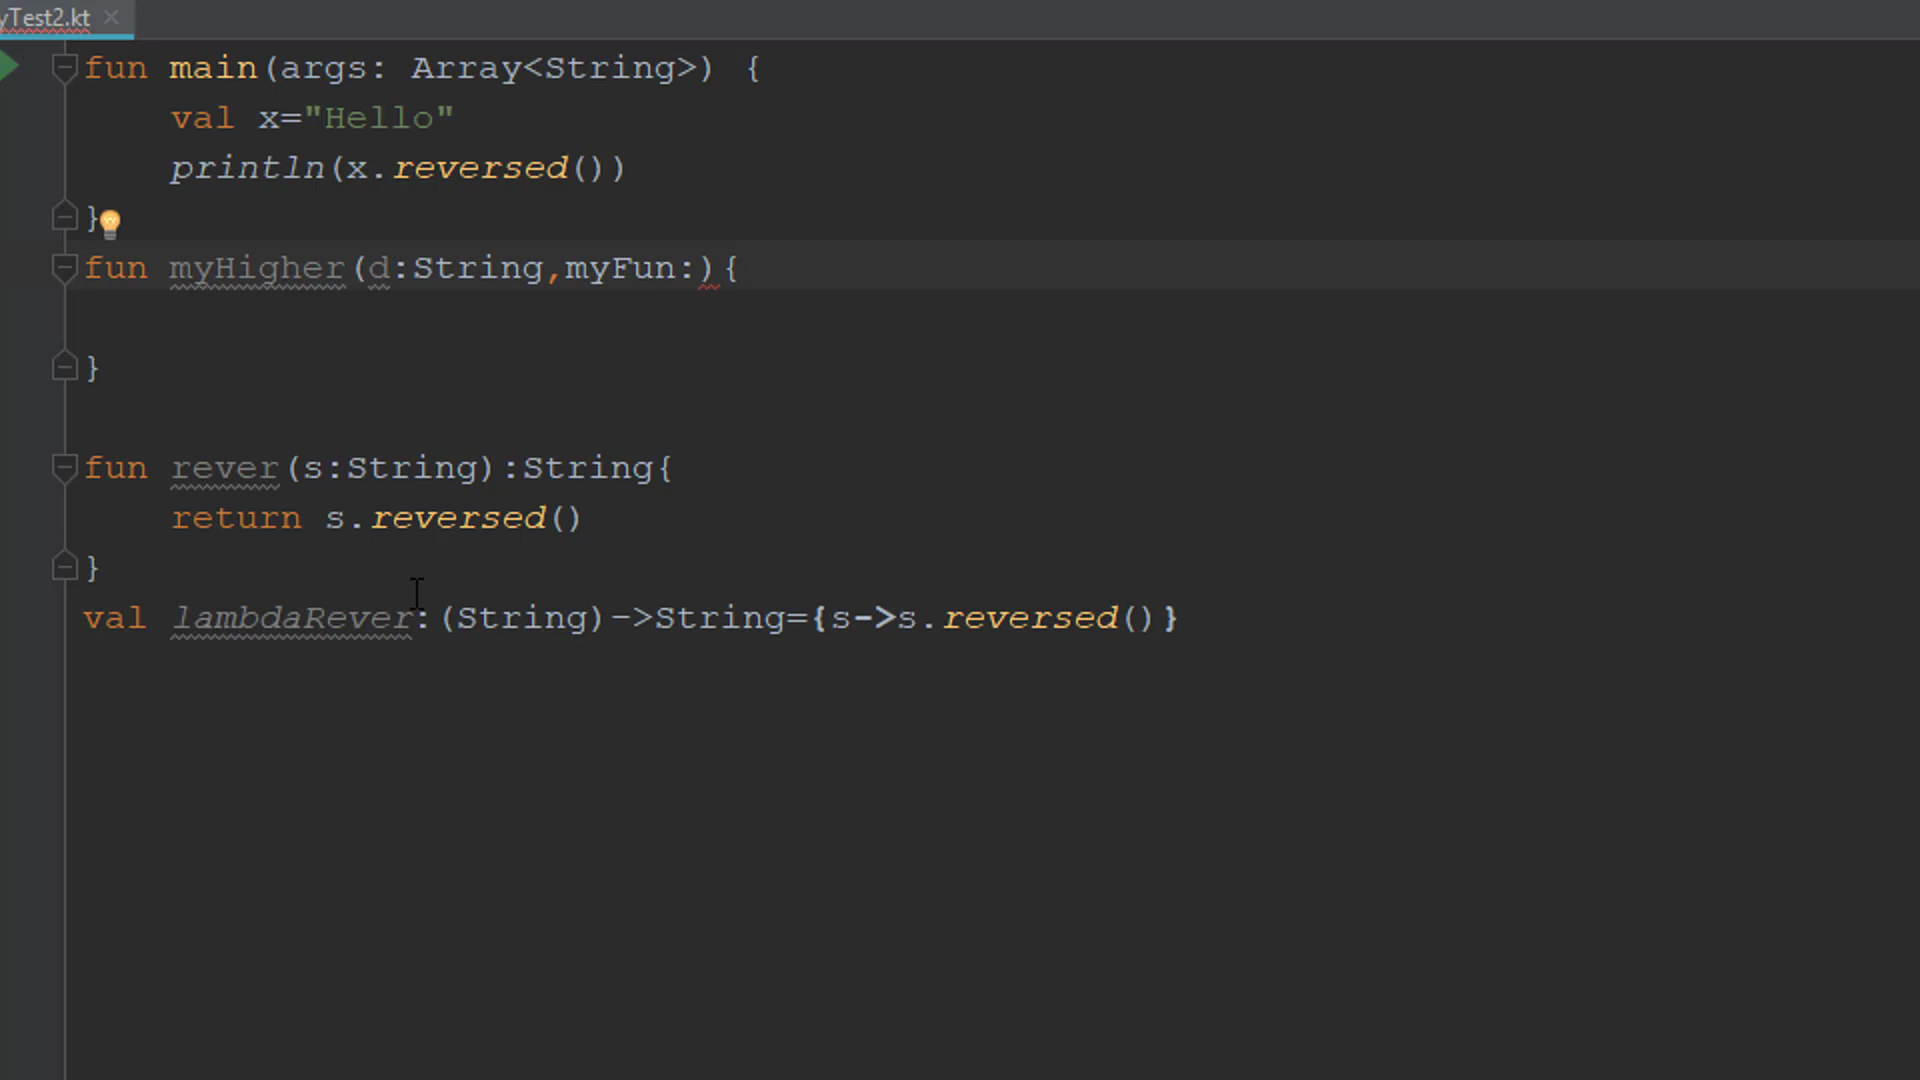 yTest2.kt
fun main(args: Array<String>) {
    val x="Hello"
    println(x.reversed())
}
fun myHigher(d:String,myFun:){
}
fun rever(s:String):String{
    return s.reversed()
}
val lambdaRever:(String)->String={s->s.reversed()}